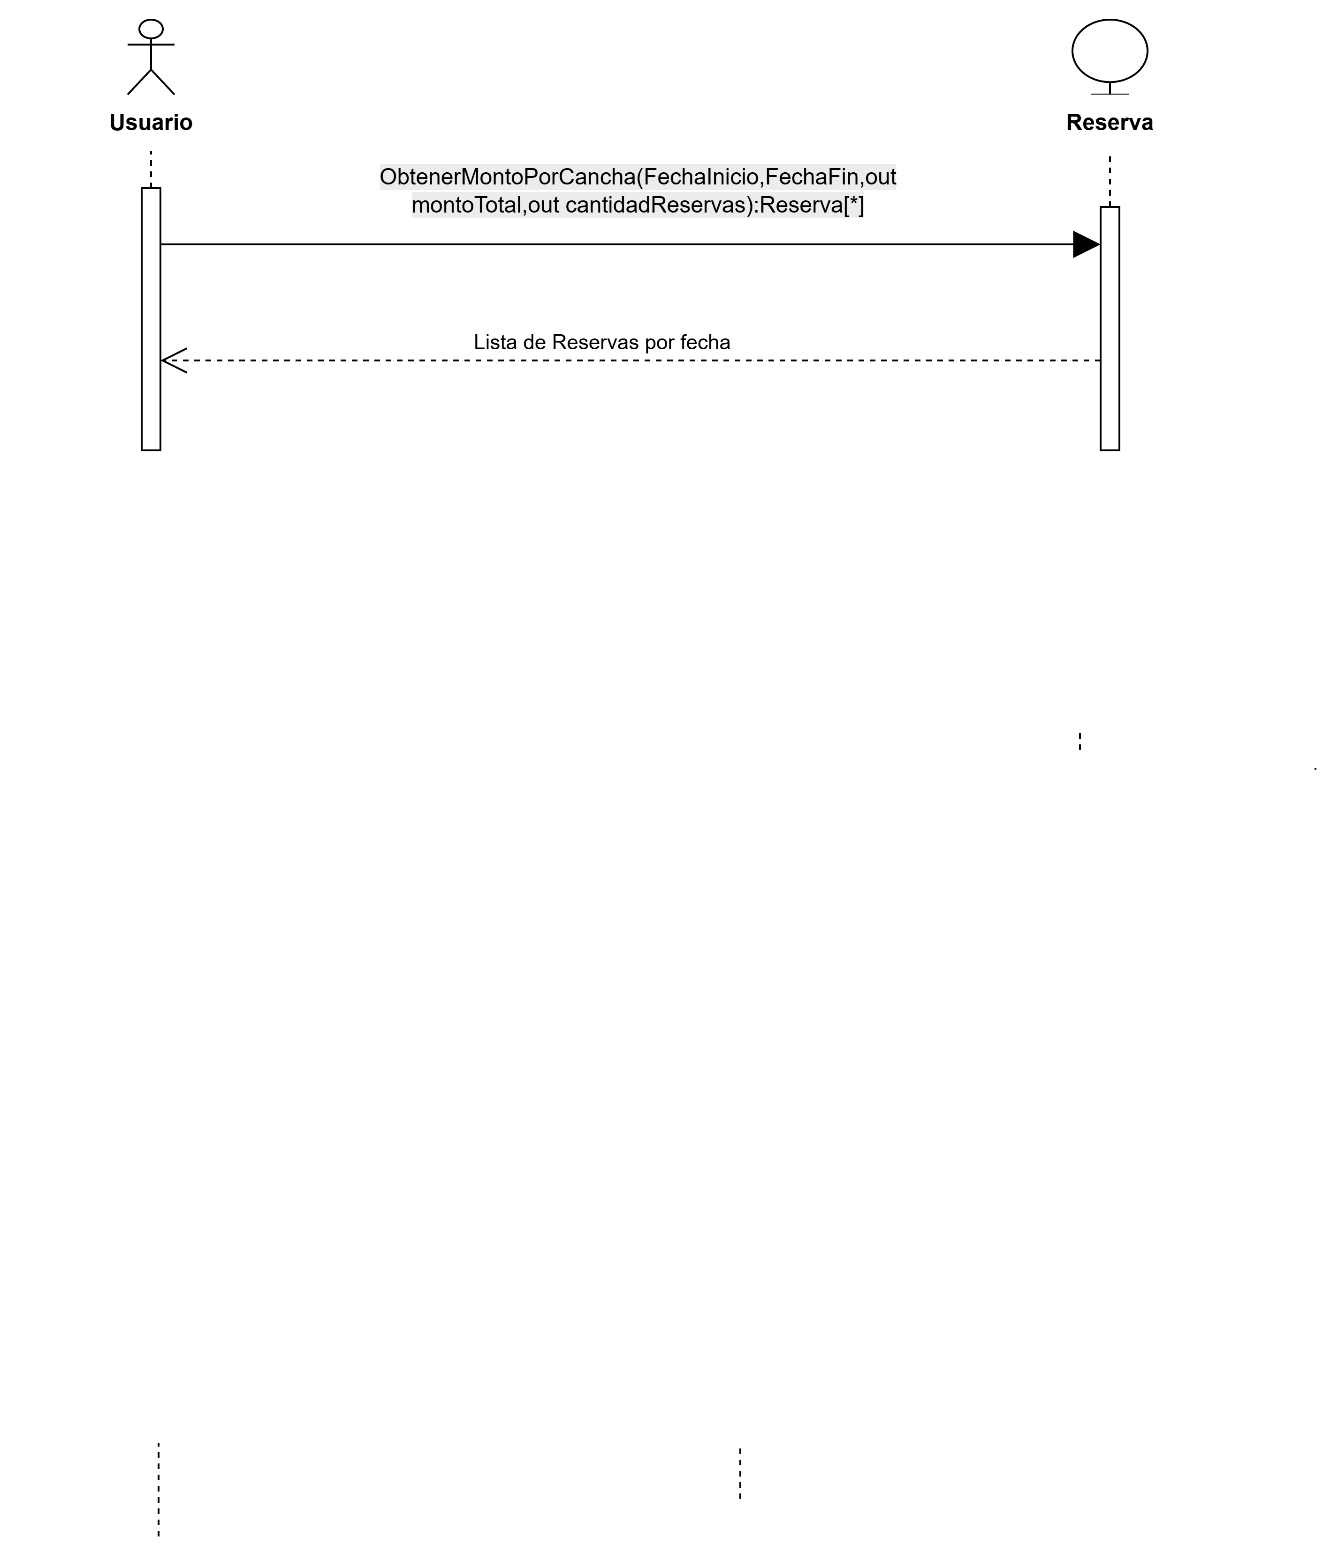 Usuario
Reserva
ObtenerMontoPorCancha(FechaInicio,FechaFin,out
montoTotal,out cantidadReservas):Reserva[*]
Lista de Reservas por fecha